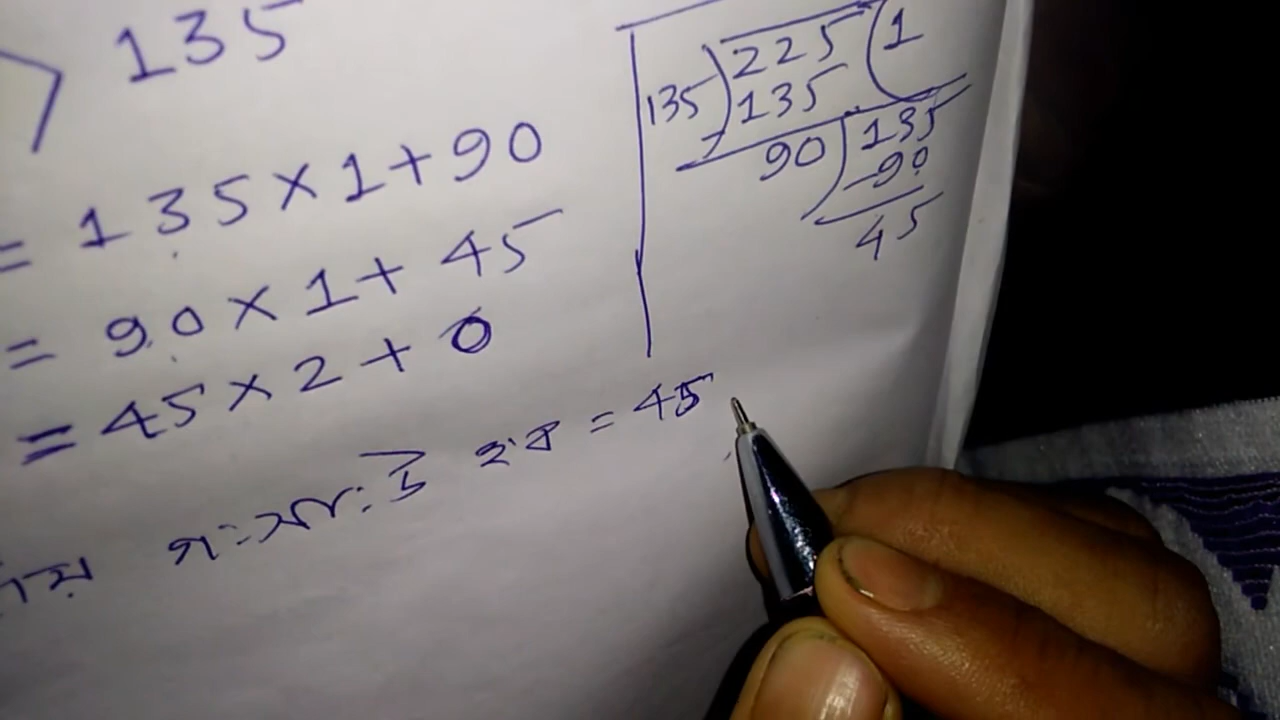 > 135
= 135 × 1 + 90
= 90 × 1 + 45
= 45 × 2 + 0
= 45
135 ) 225 ( 1
135
90 ) 135
-90
45